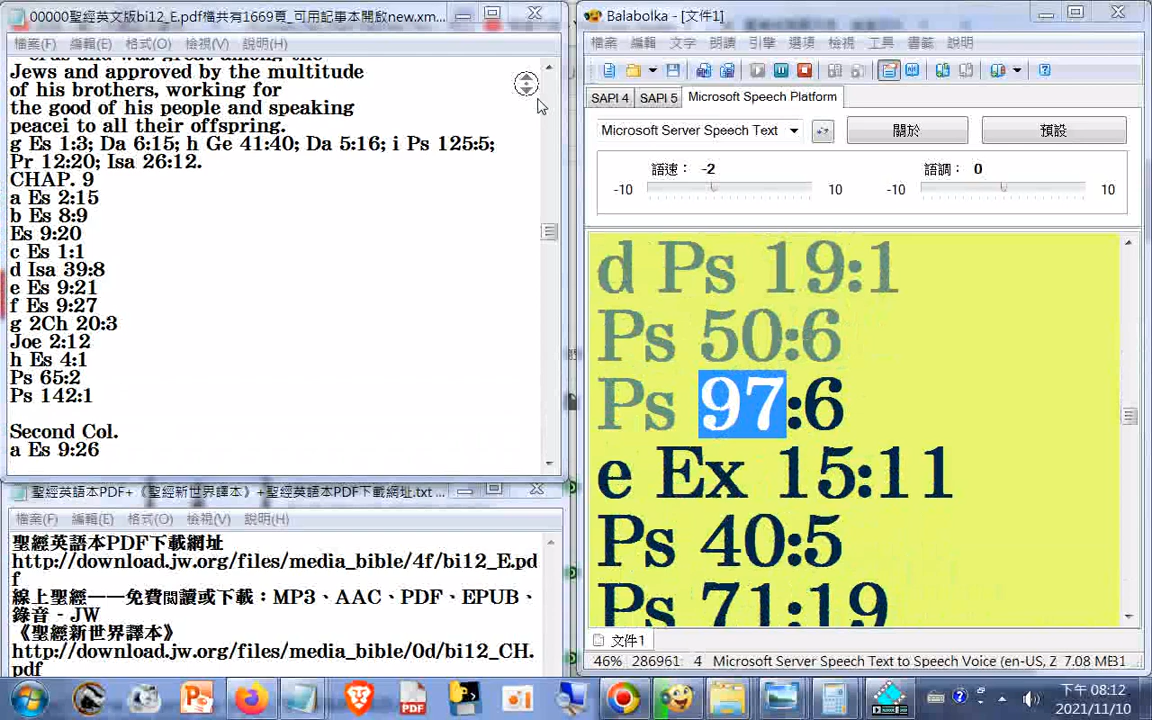 00000聖經英文版bi12_E.pdf檔共有1669頁_可用記事本開啟new.xm...
檔案(F) 編輯(E) 格式(O) 檢視(V) 說明(H)
Jews and approved by the multitude
of his brothers, working for
the good of his people and speaking
peacei to all their offspring.
g Es 1:3; Da 6:15; h Ge 41:40; Da 5:16; i Ps 125:5;
Pr 12:20; Isa 26:12.
CHAP. 9
a Es 2:15
b Es 8:9
Es 9:20
c Es 1:1
d Isa 39:8
e Es 9:21
f Es 9:27
g 2Ch 20:3
Joe 2:12
h Es 4:1
Ps 65:2
Ps 142:1
Second Col.
a Es 9:26
聖經英語本PDF+《聖經新世界譯本》+聖經英語本PDF下載網址.txt ...
檔案(F) 編輯(E) 格式(O) 檢視(V) 說明(H)
聖經英語本PDF下載網址
http://download.jw.org/files/media_bible/4f/bi12_E.pd
f
線上聖經——免費閱讀或下載：MP3、AAC、PDF、EPUB、
錄音 - JW
《聖經新世界譯本》
http://download.jw.org/files/media_bible/0d/bi12_CH.
pdf
Balabolka - [文件1]
檔案 編輯 文字 朗讀 引擎 選項 檢視 工具 書籤 說明
SAPI 4 SAPI 5 Microsoft Speech Platform
Microsoft Server Speech Text 關於 預設
語速： -2 語調： 0
-10 10 -10 10
d Ps 19:1
Ps 50:6
Ps 97:6
e Ex 15:11
Ps 40:5
Ps 71:19
文件1
46% 286961 4 Microsoft Server Speech Text to Speech Voice (en-US, Z 7.08 MB
下午 08:12
2021/11/10